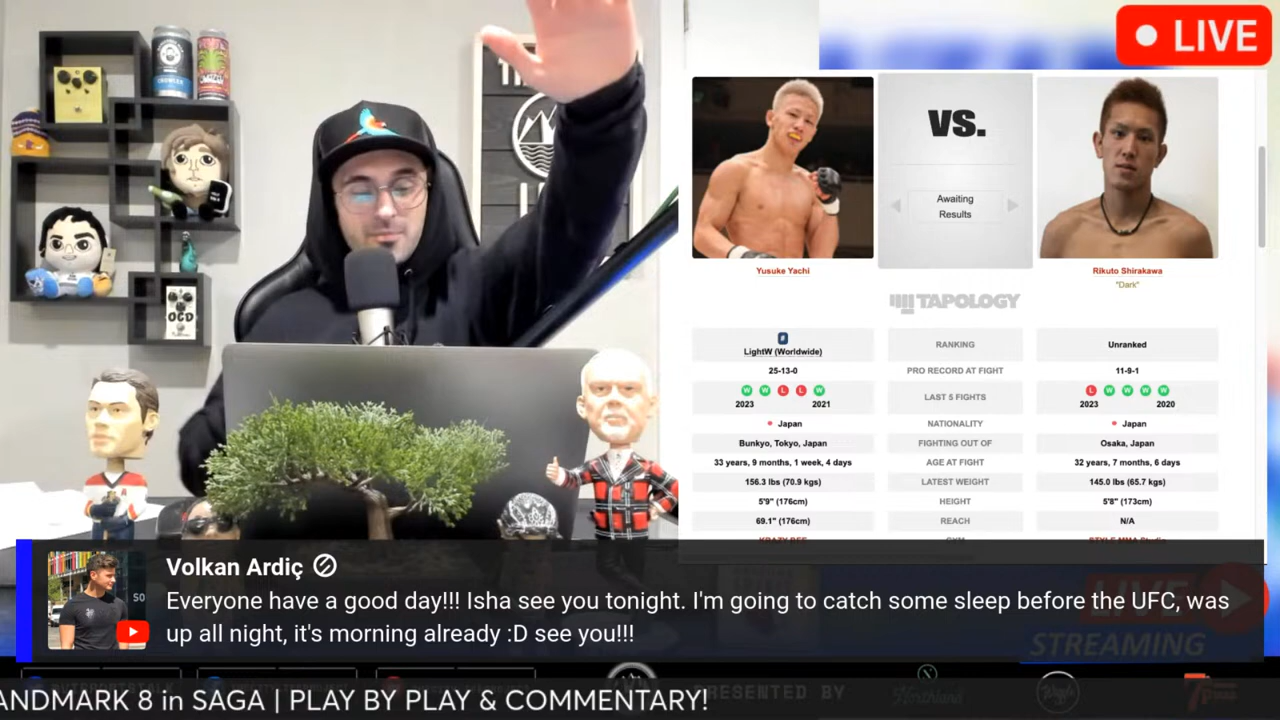 LIVE
VS.
Awaiting
Results
Yusuke Yachi
Rikuto Shirakawa
"Dark"
TAPOLOGY
LightW (Worldwide)
RANKING
Unranked
25-13-0
PRO RECORD AT FIGHT
11-9-1
W W L L W
LAST 5 FIGHTS
L W W W W
2023 2021
2023 2020
Japan
NATIONALITY
Japan
Bunkyo, Tokyo, Japan
FIGHTING OUT OF
Osaka, Japan
33 years, 9 months, 1 week, 4 days
AGE AT FIGHT
32 years, 7 months, 6 days
156.3 lbs (70.9 kgs)
LATEST WEIGHT
145.0 lbs (65.7 kgs)
5'9" (176cm)
HEIGHT
5'8" (173cm)
69.1" (176cm)
REACH
N/A
OCD
Volkan Ardiç
Everyone have a good day!!! Isha see you tonight. I'm going to catch some sleep before the UFC, was
up all night, it's morning already :D see you!!!
LIVE
STREAMING
PRESENTED BY
Northland
ANDMARK 8 in SAGA | PLAY BY PLAY & COMMENTARY!